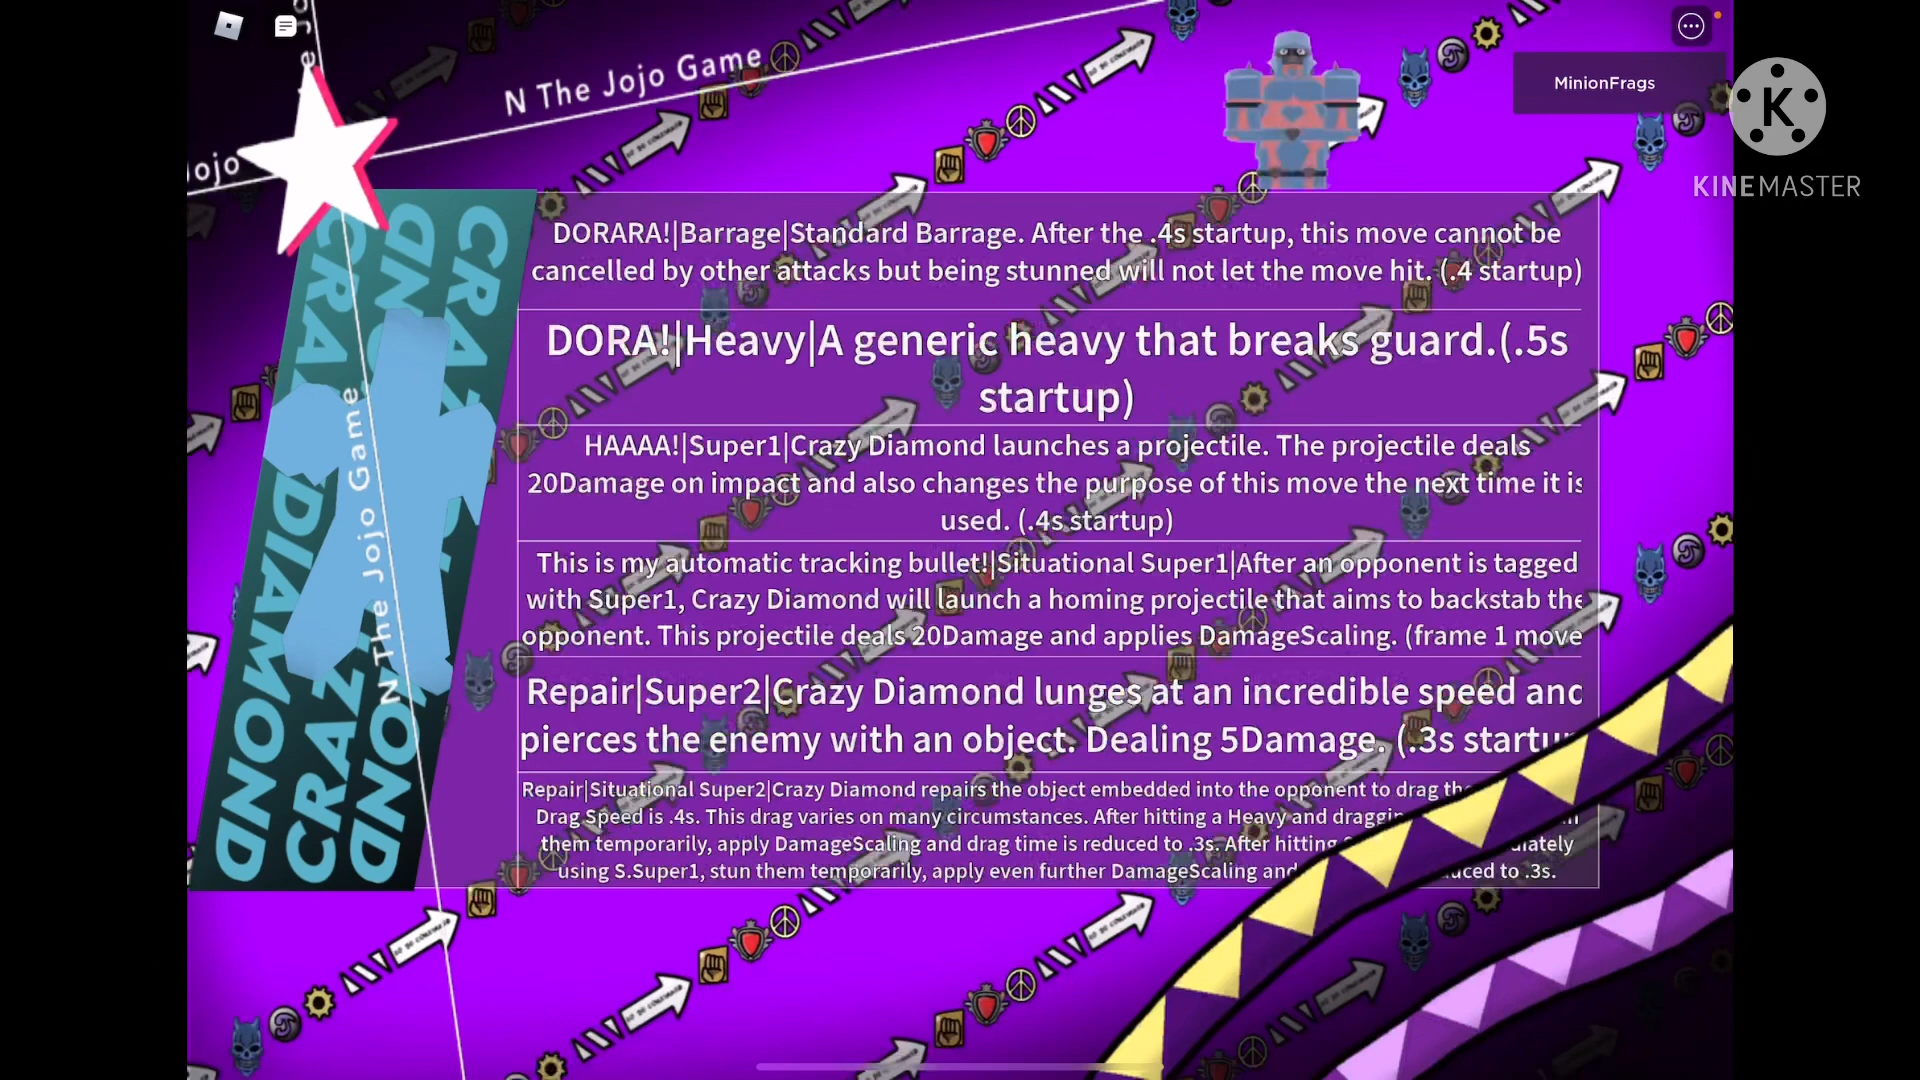 N The Jojo Game
Jojo
MinionFrags
KINEMASTER
DORARA!|Barrage|Standard Barrage. After the .4s startup, this move cannot be
cancelled by other attacks but being stunned will not let the move hit. (.4 startup)
DORA!|Heavy|A generic heavy that breaks guard.(.5s
startup)
HAAAA!|Super1|Crazy Diamond launches a projectile. The projectile deals
20Damage on impact and also changes the purpose of this move the next time it is
used. (.4s startup)
This is my automatic tracking bullet!|Situational Super1|After an opponent is tagged
with Super1, Crazy Diamond will launch a homing projectile that aims to backstab the
opponent. This projectile deals 20Damage and applies DamageScaling. (frame 1 move
Repair|Super2|Crazy Diamond lunges at an incredible speed and
pierces the enemy with an object. Dealing 5Damage. (.3s startup
Repair|Situational Super2|Crazy Diamond repairs the object embedded into the opponent to drag
Drag Speed is .4s. This drag varies on many circumstances. After hitting a Heavy and
them temporarily, apply DamageScaling and drag time is reduced to .3s. After hitting
using S.Super1, stun them temporarily, apply even further DamageScaling and to .3s.
N The Jojo Game
CRAZY DIAMOND